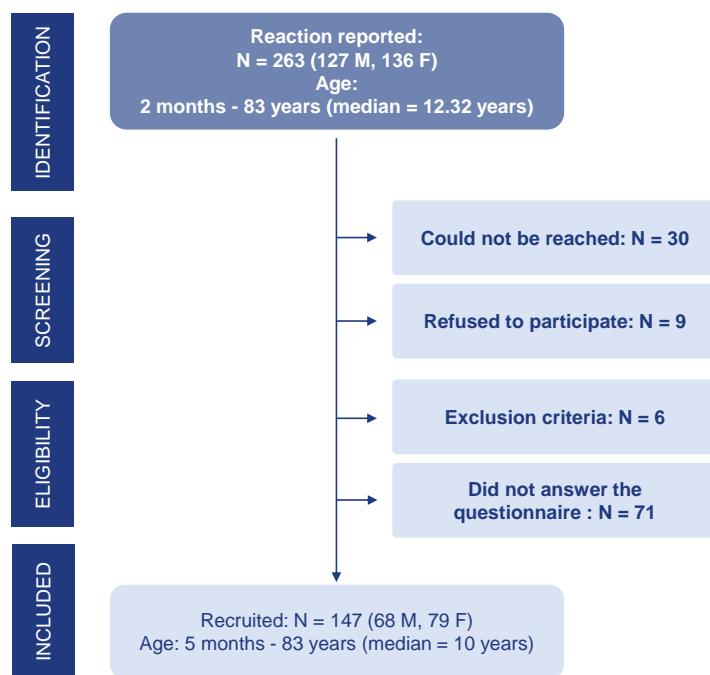 IDENTIFICATION
Reaction reported:
N = 263 (127 M, 136 F)
Age:
2 months - 83 years (median = 12.32 years)
SCREENING
Could not be reached: N = 30
Refused to participate: N = 9
ELIGIBILITY
Exclusion criteria: N = 6
Did not answer the
questionnaire : N = 71
INCLUDED
Recruited: N = 147 (68 M, 79 F)
Age: 5 months - 83 years (median = 10 years)